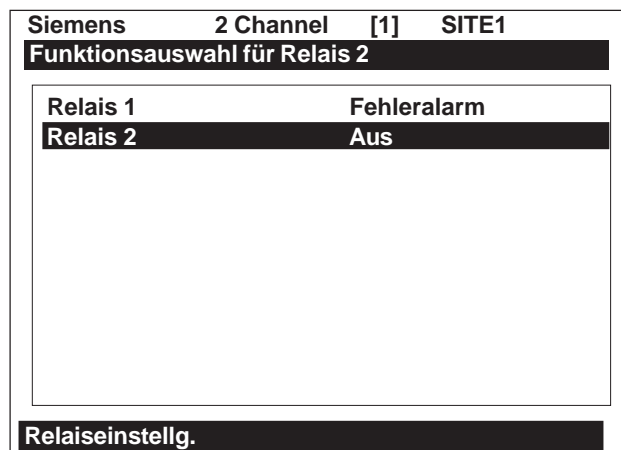 Siemens 2 Channel [1] SITE1
Funktionsauswahl für Relais 2
Relais 1 Fehleralarm
Relais 2 Aus
Relaiseinstellg.